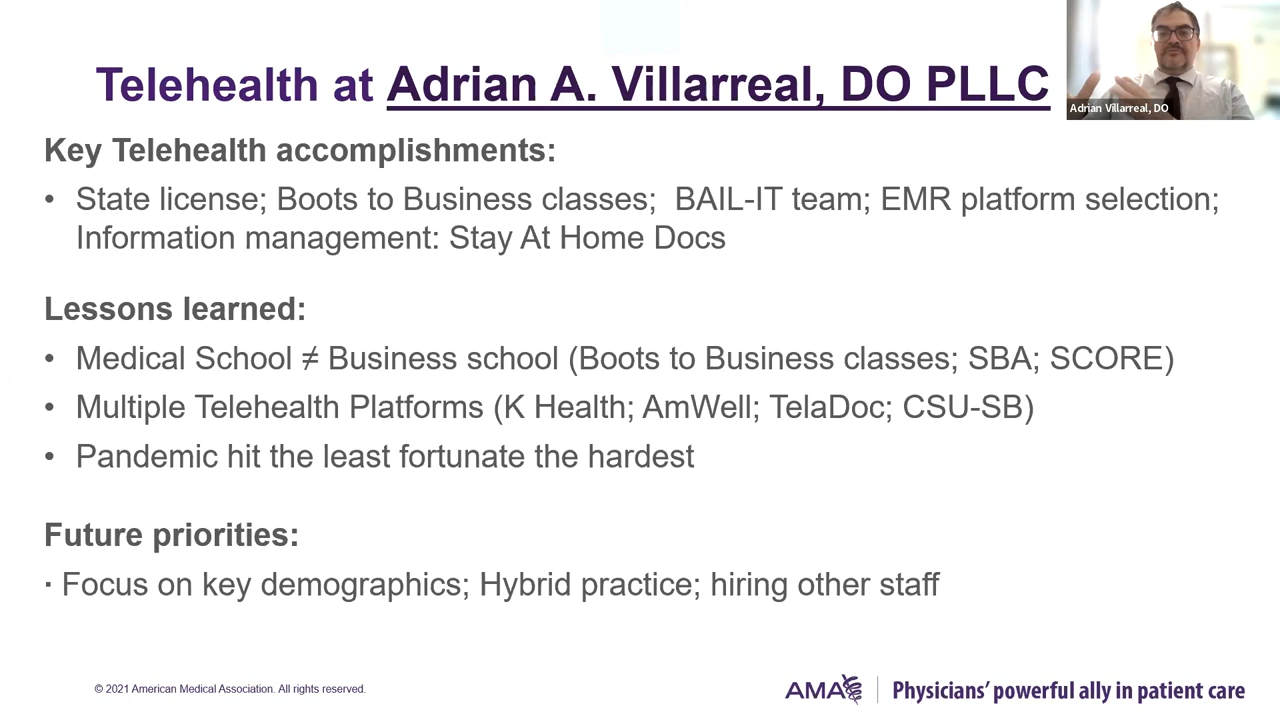 Telehealth at Adrian A. Villarreal, DO PLLC
Adrian Villarreal, DO
Key Telehealth accomplishments:
• State license; Boots to Business classes;  BAIL-IT team; EMR platform selection;
Information management: Stay At Home Docs
Lessons learned:
• Medical School ≠ Business school (Boots to Business classes; SBA; SCORE)
• Multiple Telehealth Platforms (K Health; AmWell; TelaDoc; CSU-SB)
• Pandemic hit the least fortunate the hardest
Future priorities:
· Focus on key demographics; Hybrid practice; hiring other staff
© 2021 American Medical Association. All rights reserved.
AMA
Physicians’ powerful ally in patient care